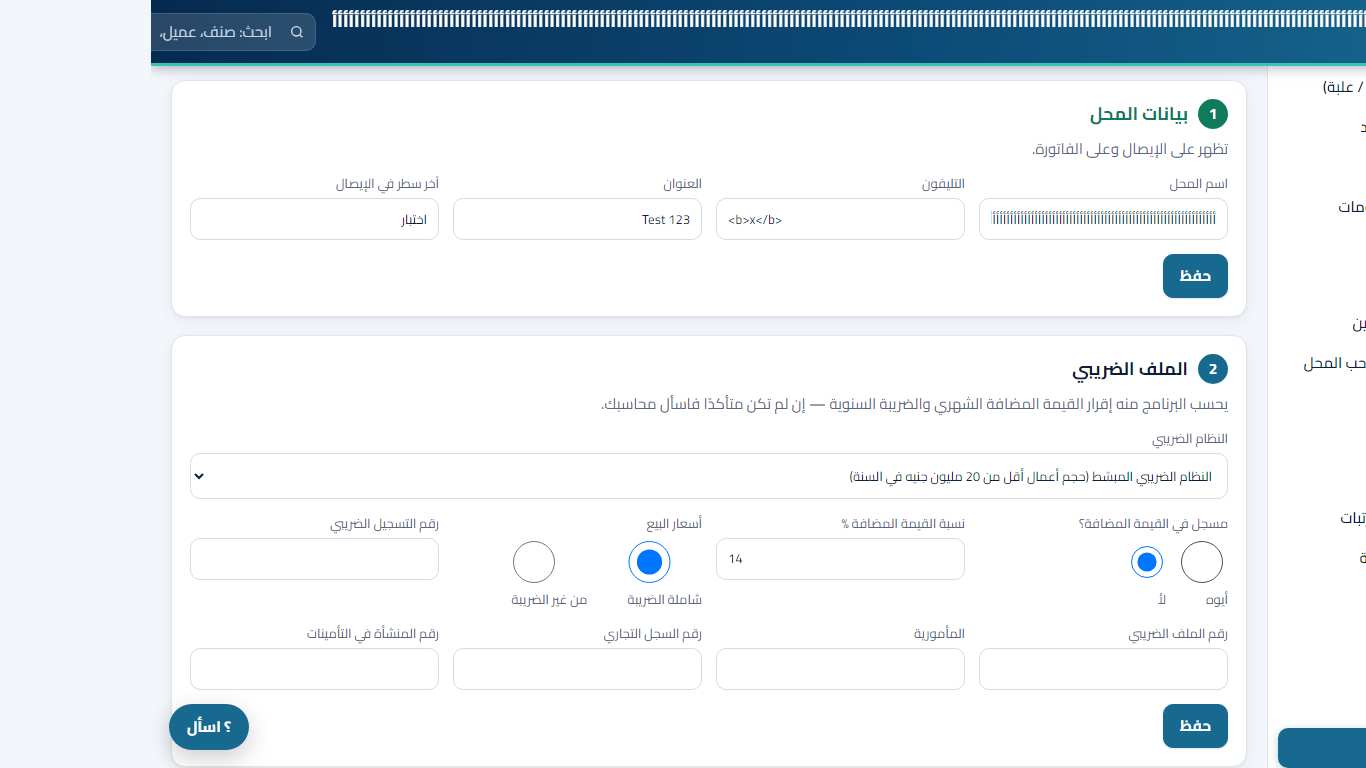 ابحث: صنف، عميل،
/ علبة)
حب المحل
1 بيانات المحل
تظهر على الإيصال وعلى الفاتورة.
اسم المحل
التليفون
العنوان
آخر سطر في الإيصال
<b>x</b>
Test 123
اختبار
حفظ
2 الملف الضريبي
يحسب البرنامج منه إقرار القيمة المضافة الشهري والضريبة السنوية — إن لم تكن متأكدًا فاسأل محاسبك.
النظام الضريبي
النظام الضريبي المبسّط (حجم أعمال أقل من 20 مليون جنيه في السنة)
مسجل في القيمة المضافة؟
نسبة القيمة المضافة %
أسعار البيع
رقم التسجيل الضريبي
أيوه
لأ
14
شاملة الضريبة
من غير الضريبة
رقم الملف الضريبي
المأمورية
رقم السجل التجاري
رقم المنشأة في التأمينات
حفظ
؟ اسأل